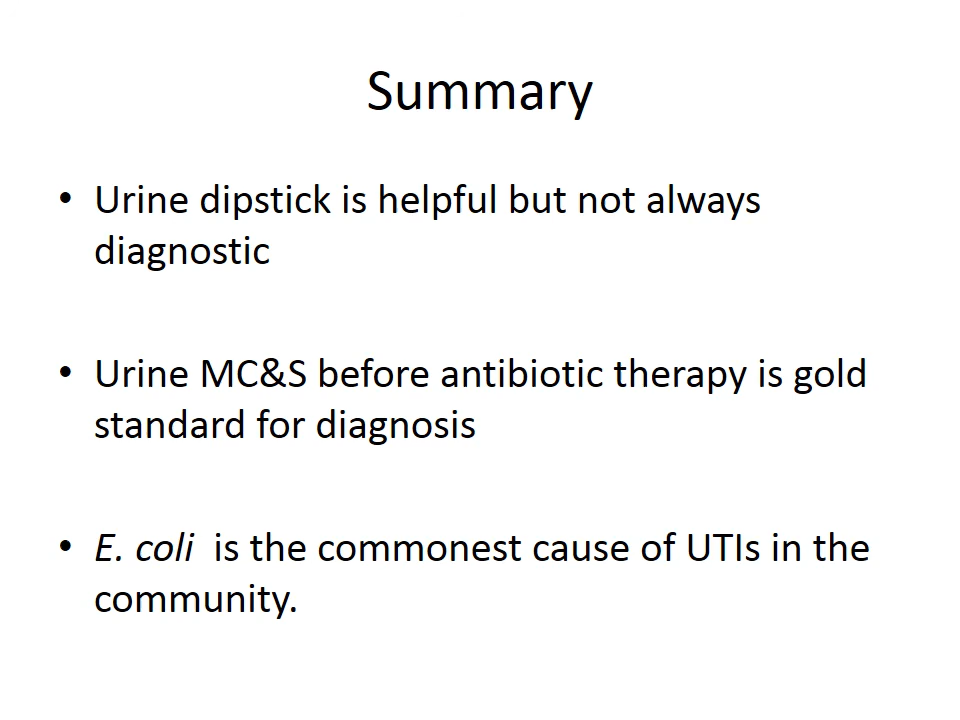 Summary
• Urine dipstick is helpful but not always
diagnostic
• Urine MC&S before antibiotic therapy is gold
standard for diagnosis
• E. coli  is the commonest cause of UTIs in the
community.